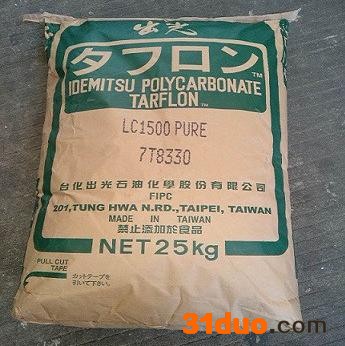 出光
タフロン™
IDEMITSU POLYCARBONATE
TARFLON™
LC1500 PURE
7T8330
台化出光石油化學股份有限公司
FIPC
201, TUNG HWA N.RD., TAIPEI, TAIWAN
MADE IN TAIWAN
禁止添加於食品
NET 25kg
PULL CUT
TAPE
カットテープを
引いて下さい。
31duo.com